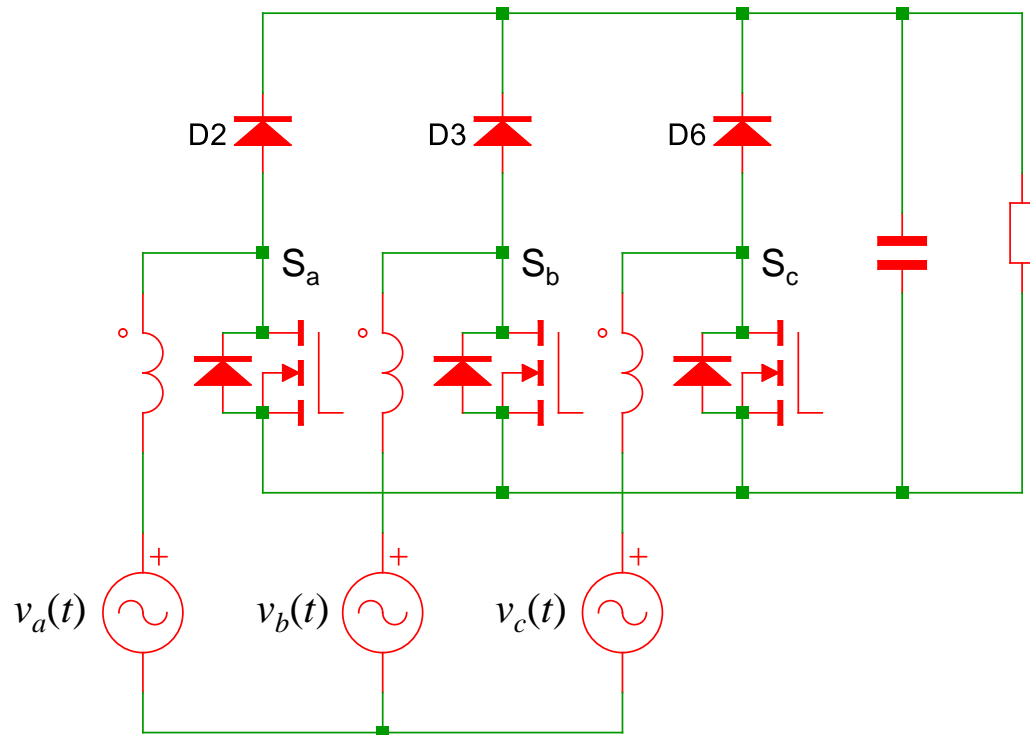 D2
D3
D6
Sa
Sb
Sc
+
+
+
va(t)
vb(t)
vc(t)